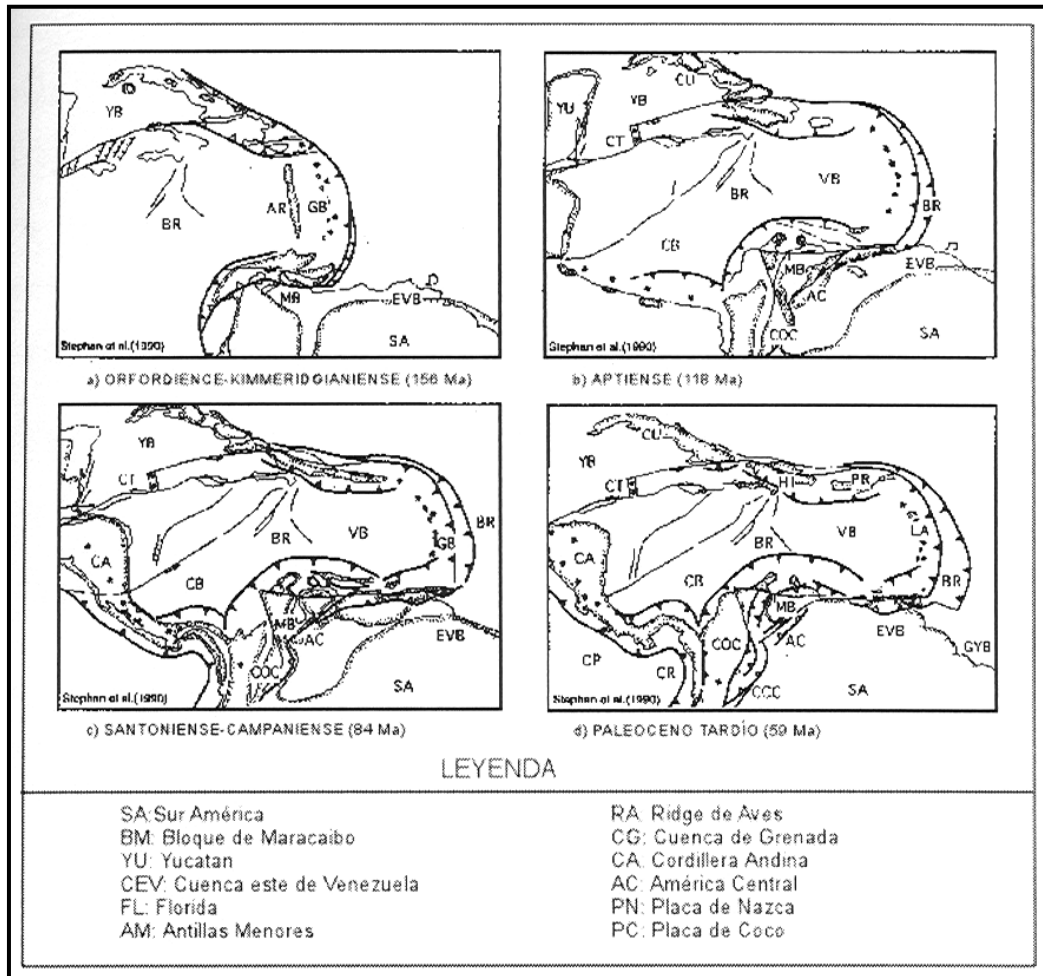 YB
BR
AR
GB
MB
EVB
SA
Stephan et al.(1990)
a) ORFORDIENCE-KIMMERIDGIANIENSE (156 Ma)
CU
YU
YB
CT
BR
VB
BR
CB
MB
EVB
AC
COC
SA
Stephan et al.(1990)
b) APTIENSE (118 Ma)
YB
CT
BR
VB
BR
GB
CA
CB
MB
AC
EVB
COC
SA
Stephan et al.(1990)
c) SANTONIENSE-CAMPANIENSE (84 Ma)
CU
YB
CT
HI
PR
VB
LA
BR
CA
BR
CB
MB
COC
AC
EVB
GYB
CP
CR
SA
CCC
Stephan et al.(1990)
d) PALEOCENO TARDÍO (59 Ma)
LEYENDA
SA:Sur América
BM: Bloque de Maracaibo
YU: Yucatan
CEV: Cuenca este de Venezuela
FL: Florida
AM: Antillas Menores
RA: Ridge de Aves
CG: Cuenca de Grenada
CA: Cordillera Andina
AC: América Central
PN: Placa de Nazca
PC: Placa de Coco